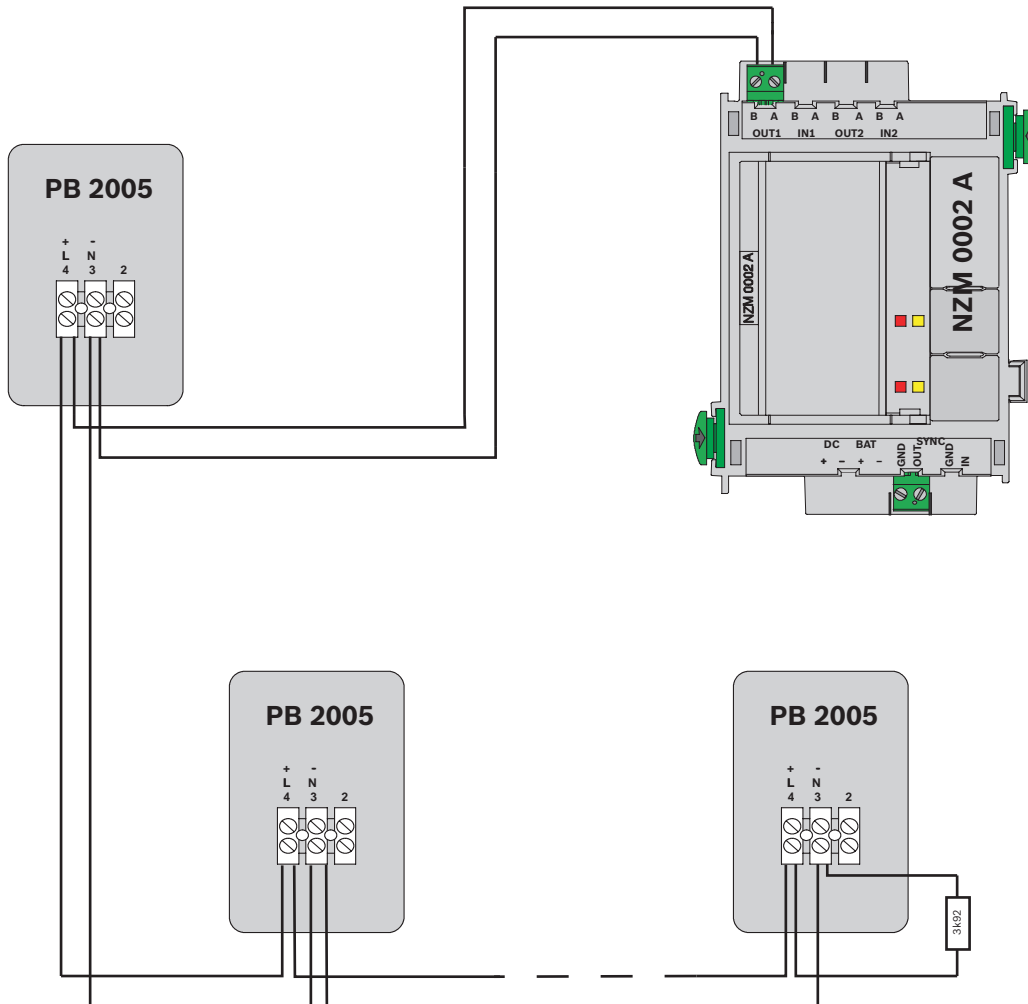 B A B A B A B A
OUT1 IN1 OUT2 IN2
PB 2005
+ -
L N
4 3 2
NZM 0002 A
NZM 0002 A
DC BAT SYNC
+ – + –
GND
OUT
GND
IN
PB 2005
+ -
L N
4 3 2
PB 2005
+ -
L N
4 3 2
3k92